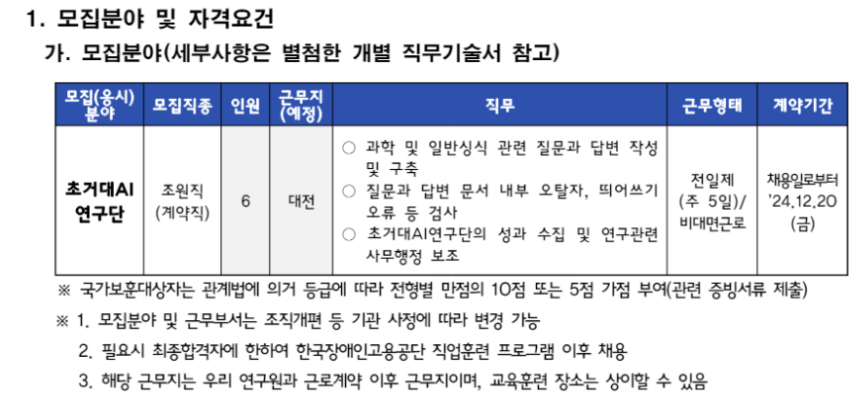 1. 모집분야 및 자격요건
가. 모집분야(세부사항은 별첨한 개별 직무기술서 참고)
모집(응시)
분야
모집직종
인원
근무지
(예정)
직무
근무형태
계약기간
초거대AI
연구단
조원직
(계약직)
6
대전
○ 과학 및 일반상식 관련 질문과 답변 작성
및 구축
○ 질문과 답변 문서 내부 오탈자, 띄어쓰기
오류 등 검사
○ 초거대AI연구단의 성과 수집 및 연구관련
사무행정 보조
전일제
(주 5일)/
비대면근로
채용일로부터
'24.12.20
(금)
※ 국가보훈대상자는 관계법에 의거 등급에 따라 전형별 만점의 10점 또는 5점 가점 부여(관련 증빙서류 제출)
※ 1. 모집분야 및 근무부서는 조직개편 등 기관 사정에 따라 변경 가능
2. 필요시 최종합격자에 한하여 한국장애인고용공단 직업훈련 프로그램 이후 채용
3. 해당 근무지는 우리 연구원과 근로계약 이후 근무지이며, 교육훈련 장소는 상이할 수 있음